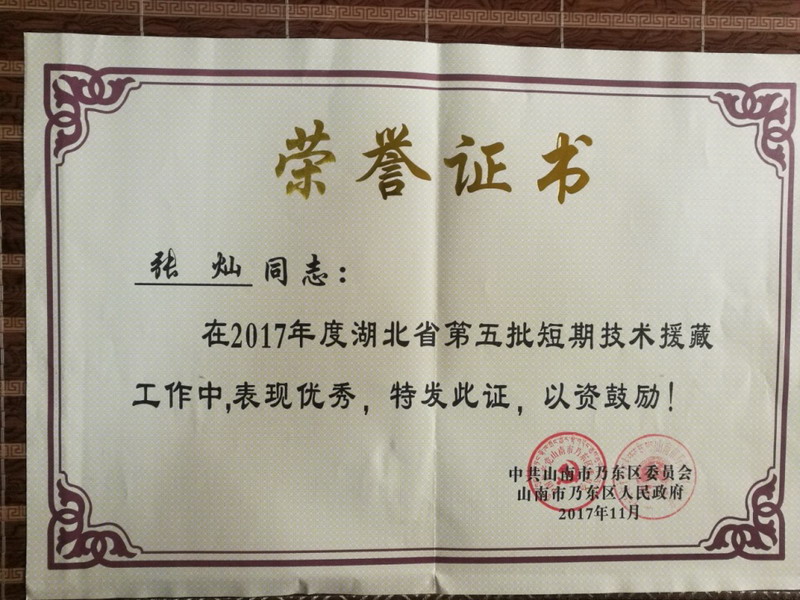 荣誉证书
张 灿 同志：
在2017年度湖北省第五批短期技术援藏
工作中,表现优秀，特发此证，以资鼓励！
中共山南市乃东区委员会
山南市乃东区人民政府
2017年11月